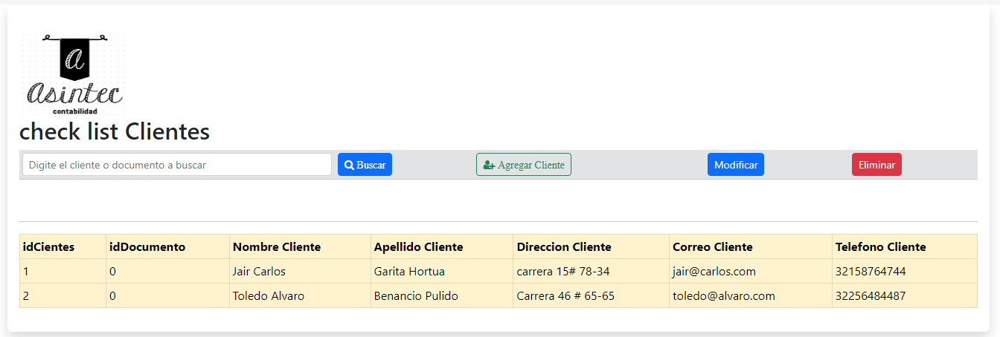 a
asintec
contabilidad
check list Clientes
Digite el cliente o documento a buscar Buscar Agregar Cliente Modificar Eliminar
idCientes idDocumento Nombre Cliente Apellido Cliente Direccion Cliente Correo Cliente Telefono Cliente
1 0 Jair Carlos Garita Hortua carrera 15# 78-34 jair@carlos.com 32158764744
2 0 Toledo Alvaro Benancio Pulido Carrera 46 # 65-65 toledo@alvaro.com 32256484487